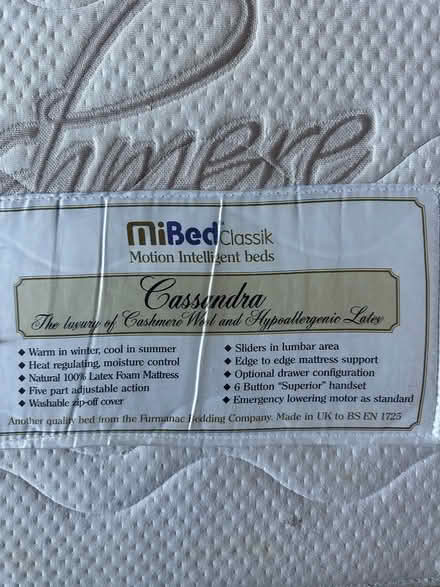 MiBed Classik
Motion Intelligent beds
Cassandra
The luxury of Cashmere Wool and Hypoallergenic Latex
◆ Warm in winter, cool in summer
◆ Heat regulating, moisture control
◆ Natural 100% Latex Foam Mattress
◆ Five part adjustable action
◆ Washable zip-off cover
◆ Sliders in lumbar area
◆ Edge to edge mattress support
◆ Optional drawer configuration
◆ 6 Button "Superior" handset
◆ Emergency lowering motor as standard
Another quality bed from the Furmanac Bedding Company. Made in UK to BS EN 1725